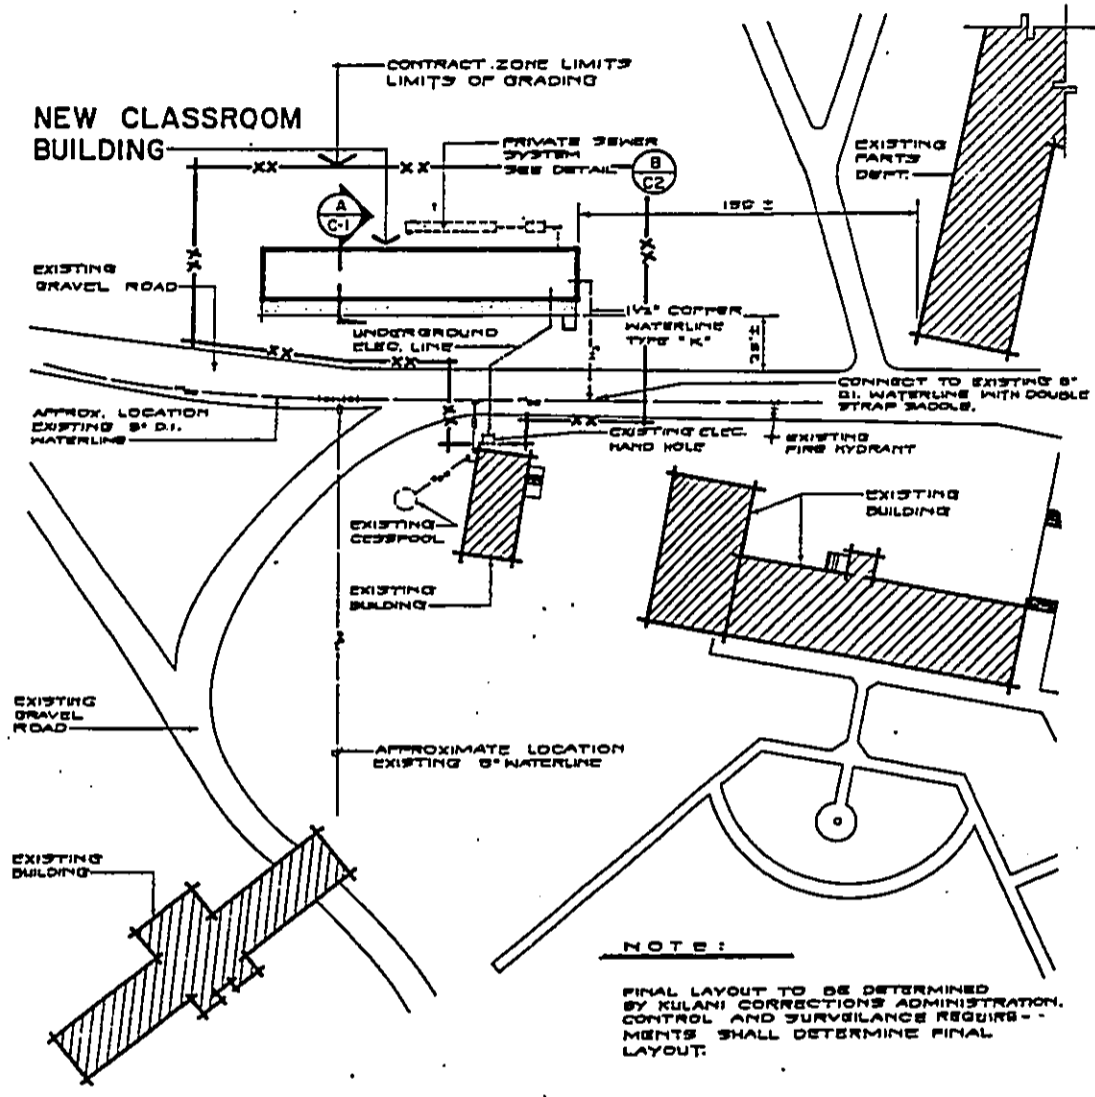 CONTRACT ZONE LIMITS
LIMITS OF GRADING
NEW CLASSROOM
BUILDING
PRIVATE SEWER
SYSTEM
SEE DETAIL
B
C2
EXISTING
PARTS
DEPT.
A
C-1
150 ±
EXISTING
GRAVEL ROAD
UNDERGROUND
ELEC. LINE
1½" COPPER
WATERLINE
TYPE "K"
APPROX. LOCATION
EXISTING 8" D.I.
WATERLINE
CONNECT TO EXISTING 8"
D.I. WATERLINE WITH DOUBLE
STRAP SADDLE.
EXISTING ELEC.
HAND HOLE
EXISTING
FIRE HYDRANT
EXISTING
BUILDING
EXISTING
CESSPOOL
EXISTING
BUILDING
EXISTING
GRAVEL
ROAD
APPROXIMATE LOCATION
EXISTING 6" WATERLINE
EXISTING
BUILDING
NOTE:
FINAL LAYOUT TO BE DETERMINED
BY KULANI CORRECTIONS ADMINISTRATION.
CONTROL AND SURVEILANCE REQUIRE-
MENTS SHALL DETERMINE FINAL
LAYOUT.